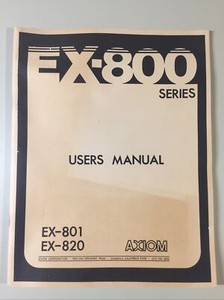 EX-800
SERIES
USERS MANUAL
EX-801
EX-820
AXIOM